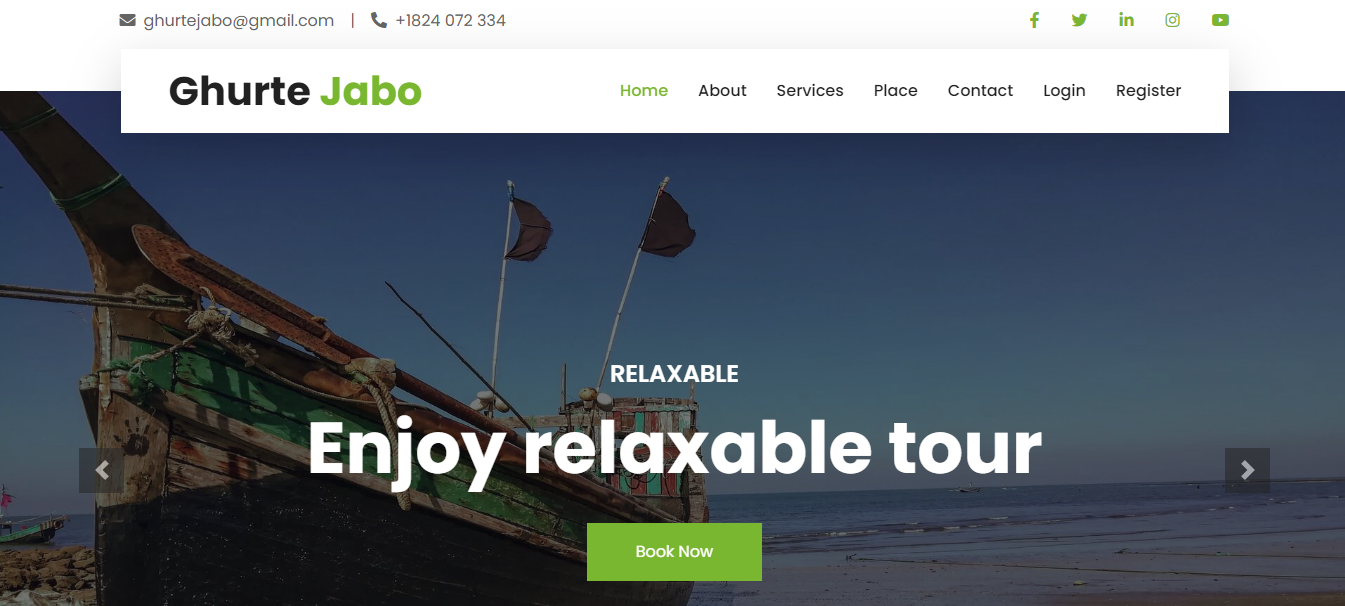 ghurtejabo@gmail.com | +1824 072 334
Ghurte Jabo
Home About Services Place Contact Login Register
RELAXABLE
Enjoy relaxable tour
Book Now